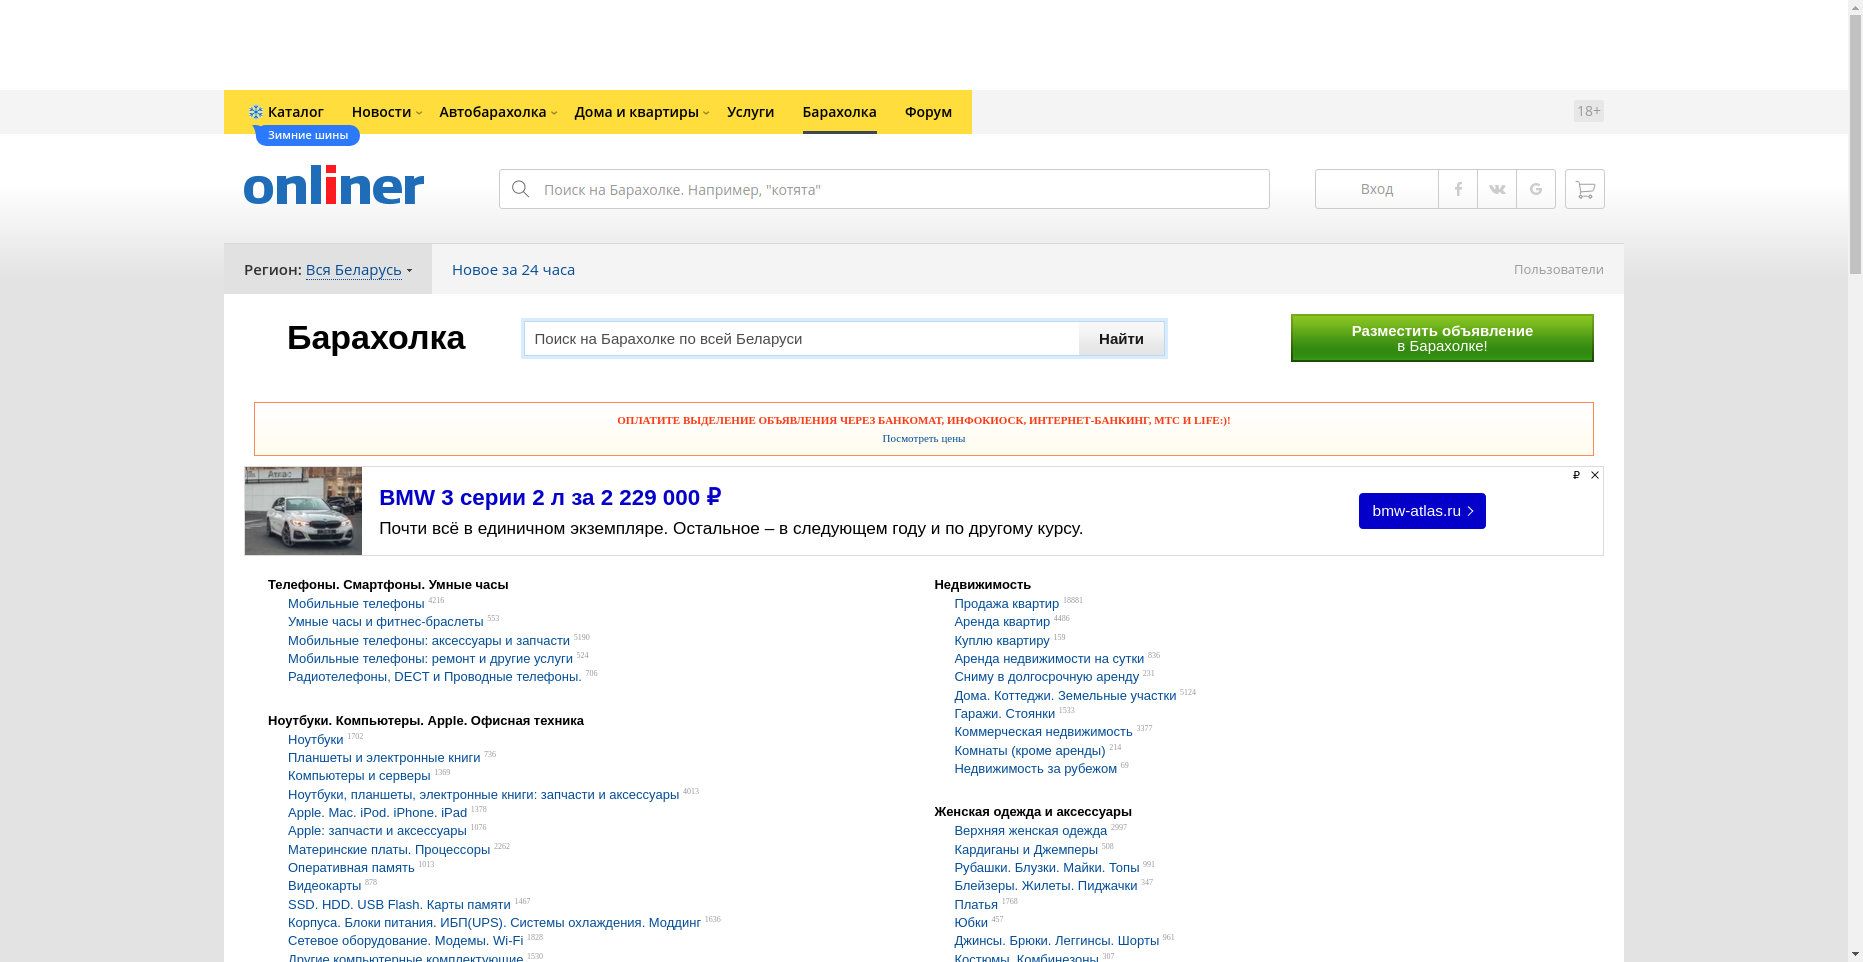 Каталог Новости Автобарахолка Дома и квартиры Услуги Барахолка Форум 18+
Зимние шины
onliner
Поиск на Барахолке. Например, "котята"
Вход
Регион: Вся Беларусь
Новое за 24 часа
Пользователи
Барахолка
Поиск на Барахолке по всей Беларуси
Найти
Разместить объявление
в Барахолке!
ОПЛАТИТЕ ВЫДЕЛЕНИЕ ОБЪЯВЛЕНИЯ ЧЕРЕЗ БАНКОМАТ, ИНФОКИОСК, ИНТЕРНЕТ-БАНКИНГ, МТС И LIFE:)!
Посмотреть цены
Атлас
BMW 3 серии 2 л за 2 229 000 ₽
Почти всё в единичном экземпляре. Остальное – в следующем году и по другому курсу.
bmw-atlas.ru
₽
Телефоны. Смартфоны. Умные часы
Мобильные телефоны 4216
Умные часы и фитнес-браслеты 553
Мобильные телефоны: аксессуары и запчасти 5190
Мобильные телефоны: ремонт и другие услуги 524
Радиотелефоны, DECT и Проводные телефоны. 706
Ноутбуки. Компьютеры. Apple. Офисная техника
Ноутбуки 1702
Планшеты и электронные книги 736
Компьютеры и серверы 1369
Ноутбуки, планшеты, электронные книги: запчасти и аксессуары 4013
Apple. Mac. iPod. iPhone. iPad 1378
Apple: запчасти и аксессуары 1076
Материнские платы. Процессоры 2262
Оперативная память 1013
Видеокарты 878
SSD. HDD. USB Flash. Карты памяти 1467
Корпуса. Блоки питания. ИБП(UPS). Системы охлаждения. Моддинг 1636
Сетевое оборудование. Модемы. Wi-Fi 1828
Другие компьютерные комплектующие 1530
Недвижимость
Продажа квартир 18881
Аренда квартир 4486
Куплю квартиру 159
Аренда недвижимости на сутки 836
Сниму в долгосрочную аренду 231
Дома. Коттеджи. Земельные участки 5124
Гаражи. Стоянки 1533
Коммерческая недвижимость 3377
Комнаты (кроме аренды) 214
Недвижимость за рубежом 69
Женская одежда и аксессуары
Верхняя женская одежда 2997
Кардиганы и Джемперы 508
Рубашки. Блузки. Майки. Топы 991
Блейзеры. Жилеты. Пиджачки 347
Платья 1768
Юбки 457
Джинсы. Брюки. Леггинсы. Шорты 961
Костюмы. Комбинезоны 307